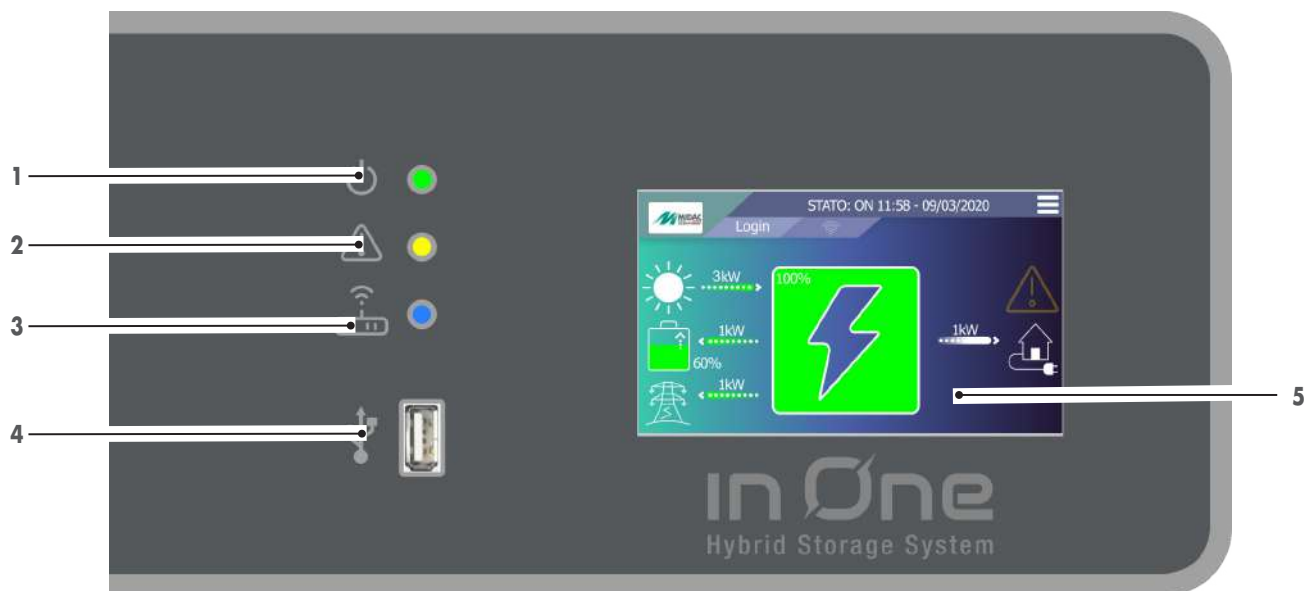 1
2
3
4
5
STATO: ON 11:58 - 09/03/2020
MIDAC
Login
3kW
100%
1kW
1kW
60%
1kW
in One
Hybrid Storage System